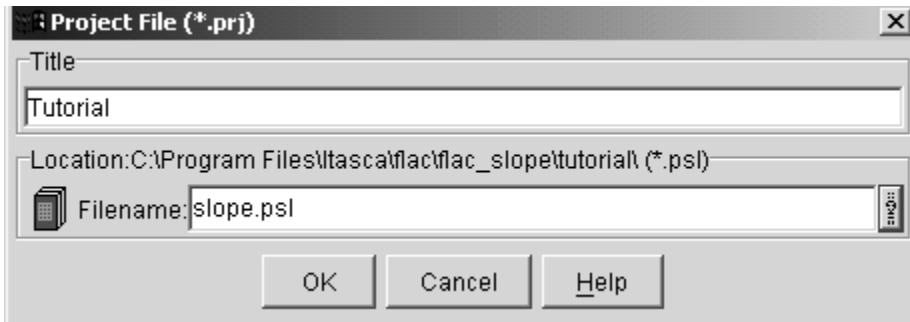 Project File (*.prj)
Title
Tutorial
Location:C:\Program Files\Itasca\flac\flac_slope\tutorial\ (*.psl)
Filename: slope.psl
OK Cancel Help